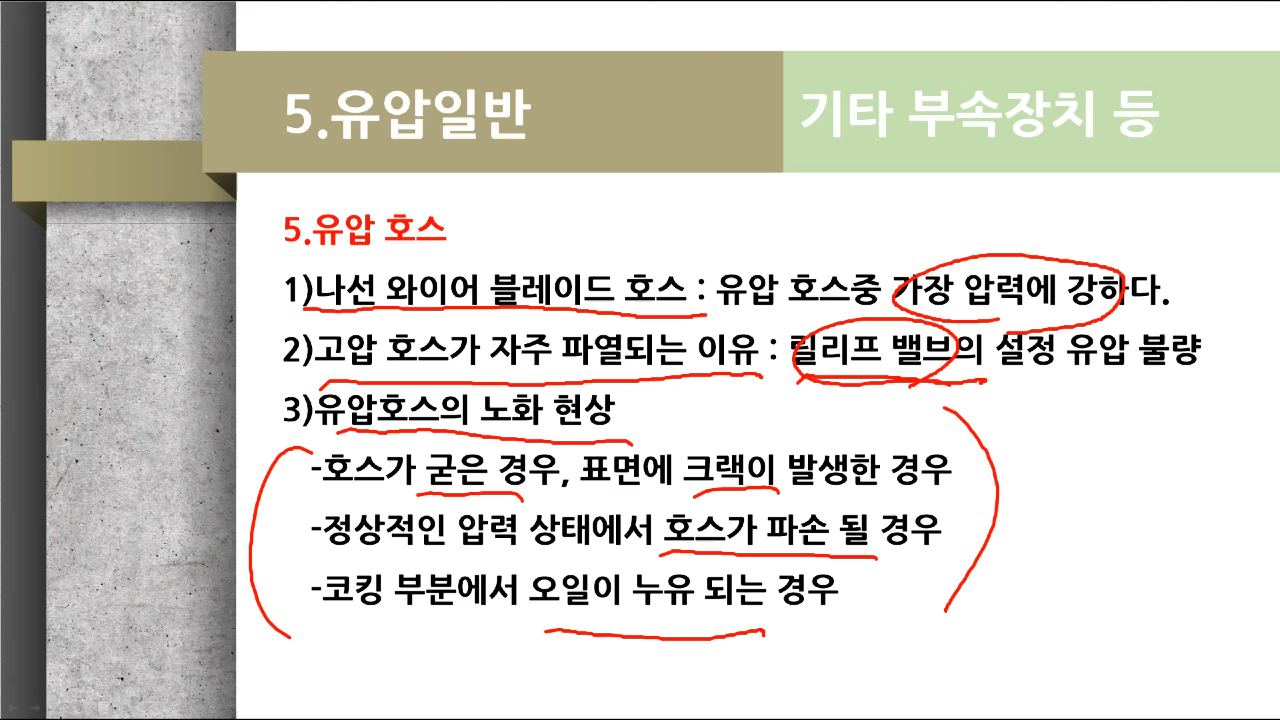 5.유압일반
기타 부속장치 등
5.유압 호스
1)나선 와이어 블레이드 호스 : 유압 호스중 가장 압력에 강하다.
2)고압 호스가 자주 파열되는 이유 : 릴리프 밸브의 설정 유압 불량
3)유압호스의 노화 현상
-호스가 굳은 경우, 표면에 크랙이 발생한 경우
-정상적인 압력 상태에서 호스가 파손 될 경우
-코킹 부분에서 오일이 누유 되는 경우